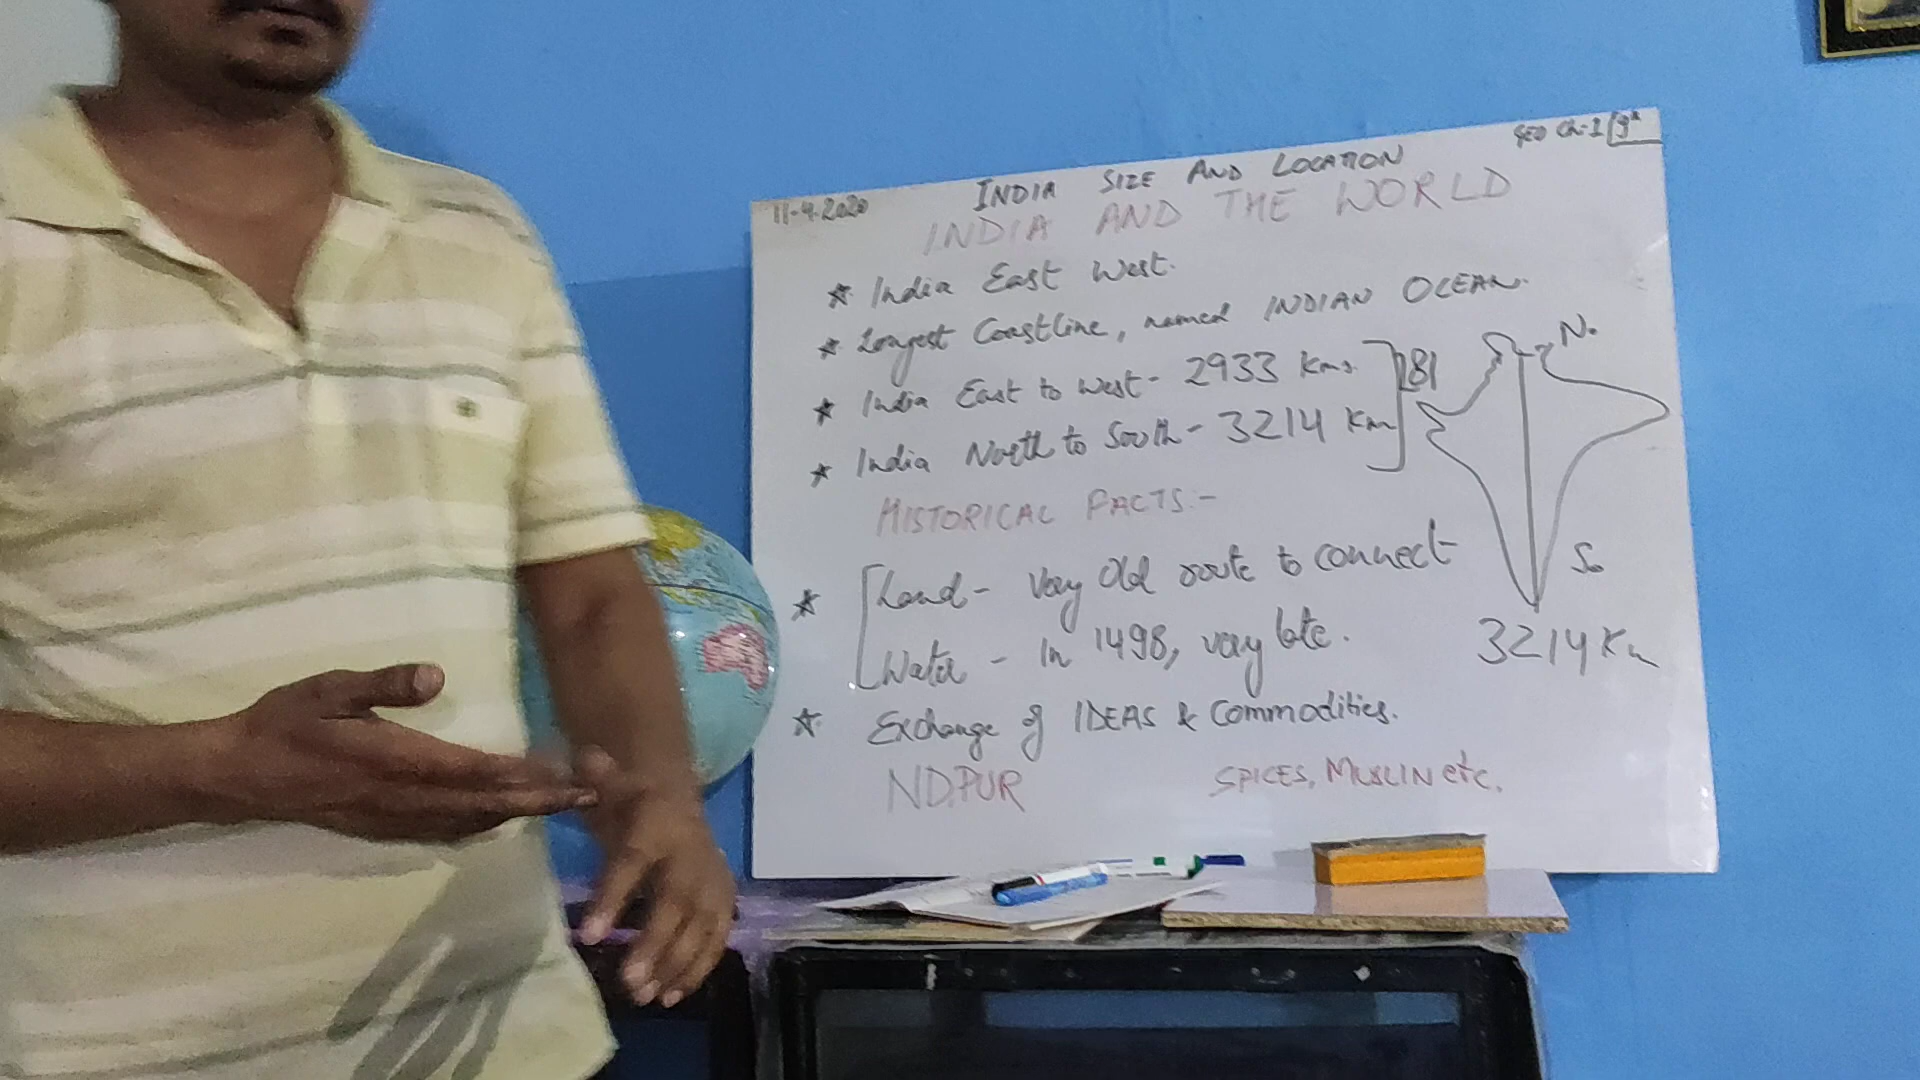 GEO Ch-1/9th
11-4-2020
INDIA SIZE AND LOCATION
INDIA AND THE WORLD
* India East West.
* Longest Coastline, named INDIAN OCEAN.
* India East to West - 2933 Kms. 281
* India North to South - 3214 Km
No
So
3214 Km
HISTORICAL FACTS:-
* Land - Very Old route to connect
Water - In 1498, very late.
* Exchange of IDEAS & Commodities.
NDPUR SPICES, MUSLIN etc.